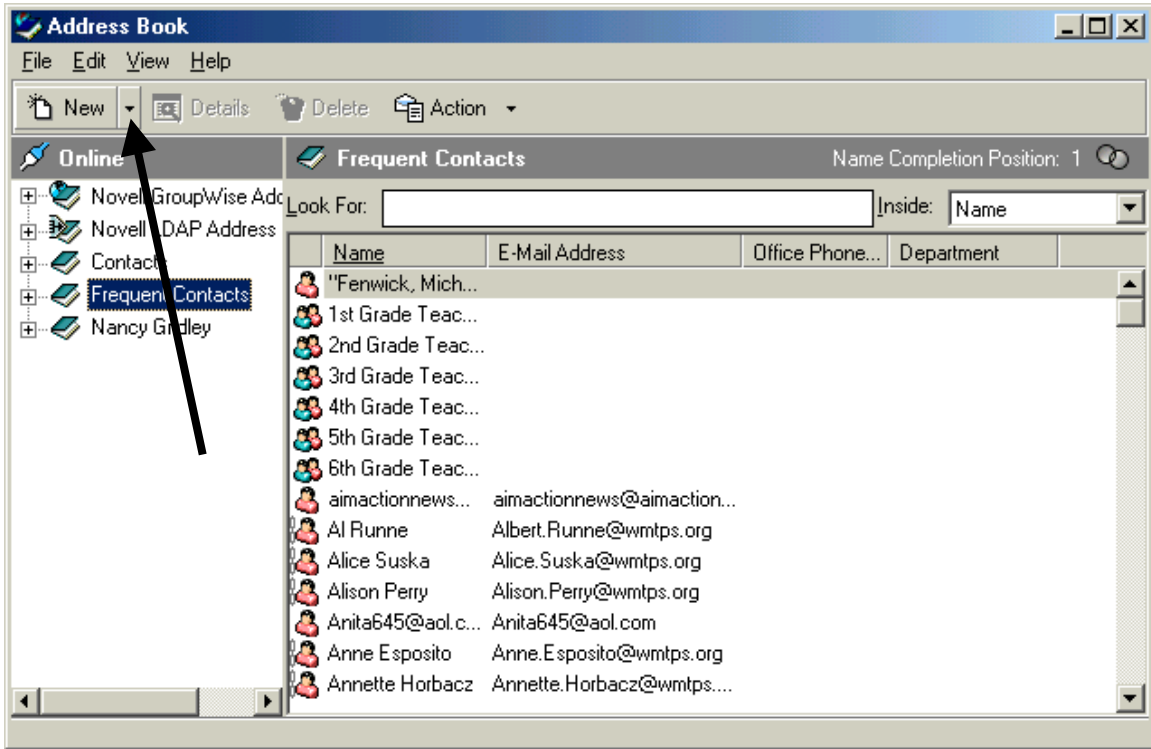 Address Book
File Edit View Help
New Details Delete Action
Online
Novell GroupWise Add
Novell LDAP Address
Contacts
Frequent Contacts
Nancy Gridley
Frequent Contacts Name Completion Position: 1
Look For: Inside: Name
Name E-Mail Address Office Phone... Department
"Fenwick, Mich...
1st Grade Teac...
2nd Grade Teac...
3rd Grade Teac...
4th Grade Teac...
5th Grade Teac...
6th Grade Teac...
aimactionnews... aimactionnews@aimaction...
Al Runne Albert.Runne@wmtps.org
Alice Suska Alice.Suska@wmtps.org
Alison Perry Alison.Perry@wmtps.org
Anita645@aol.c... Anita645@aol.com
Anne Esposito Anne.Esposito@wmtps.org
Annette Horbacz Annette.Horbacz@wmtps....